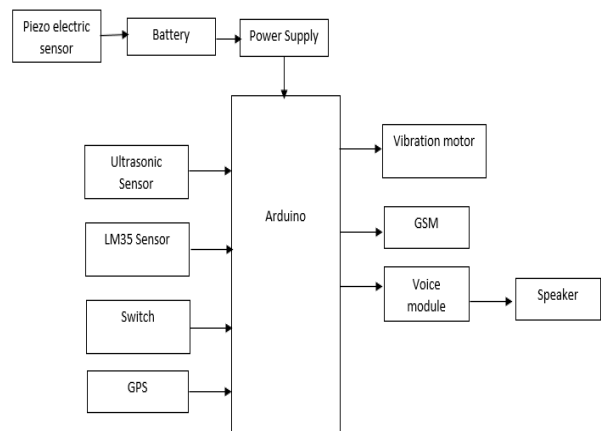 Piezo electric
sensor
Battery
Power Supply
Ultrasonic
Sensor
LM35 Sensor
Switch
GPS
Arduino
Vibration motor
GSM
Voice
module
Speaker